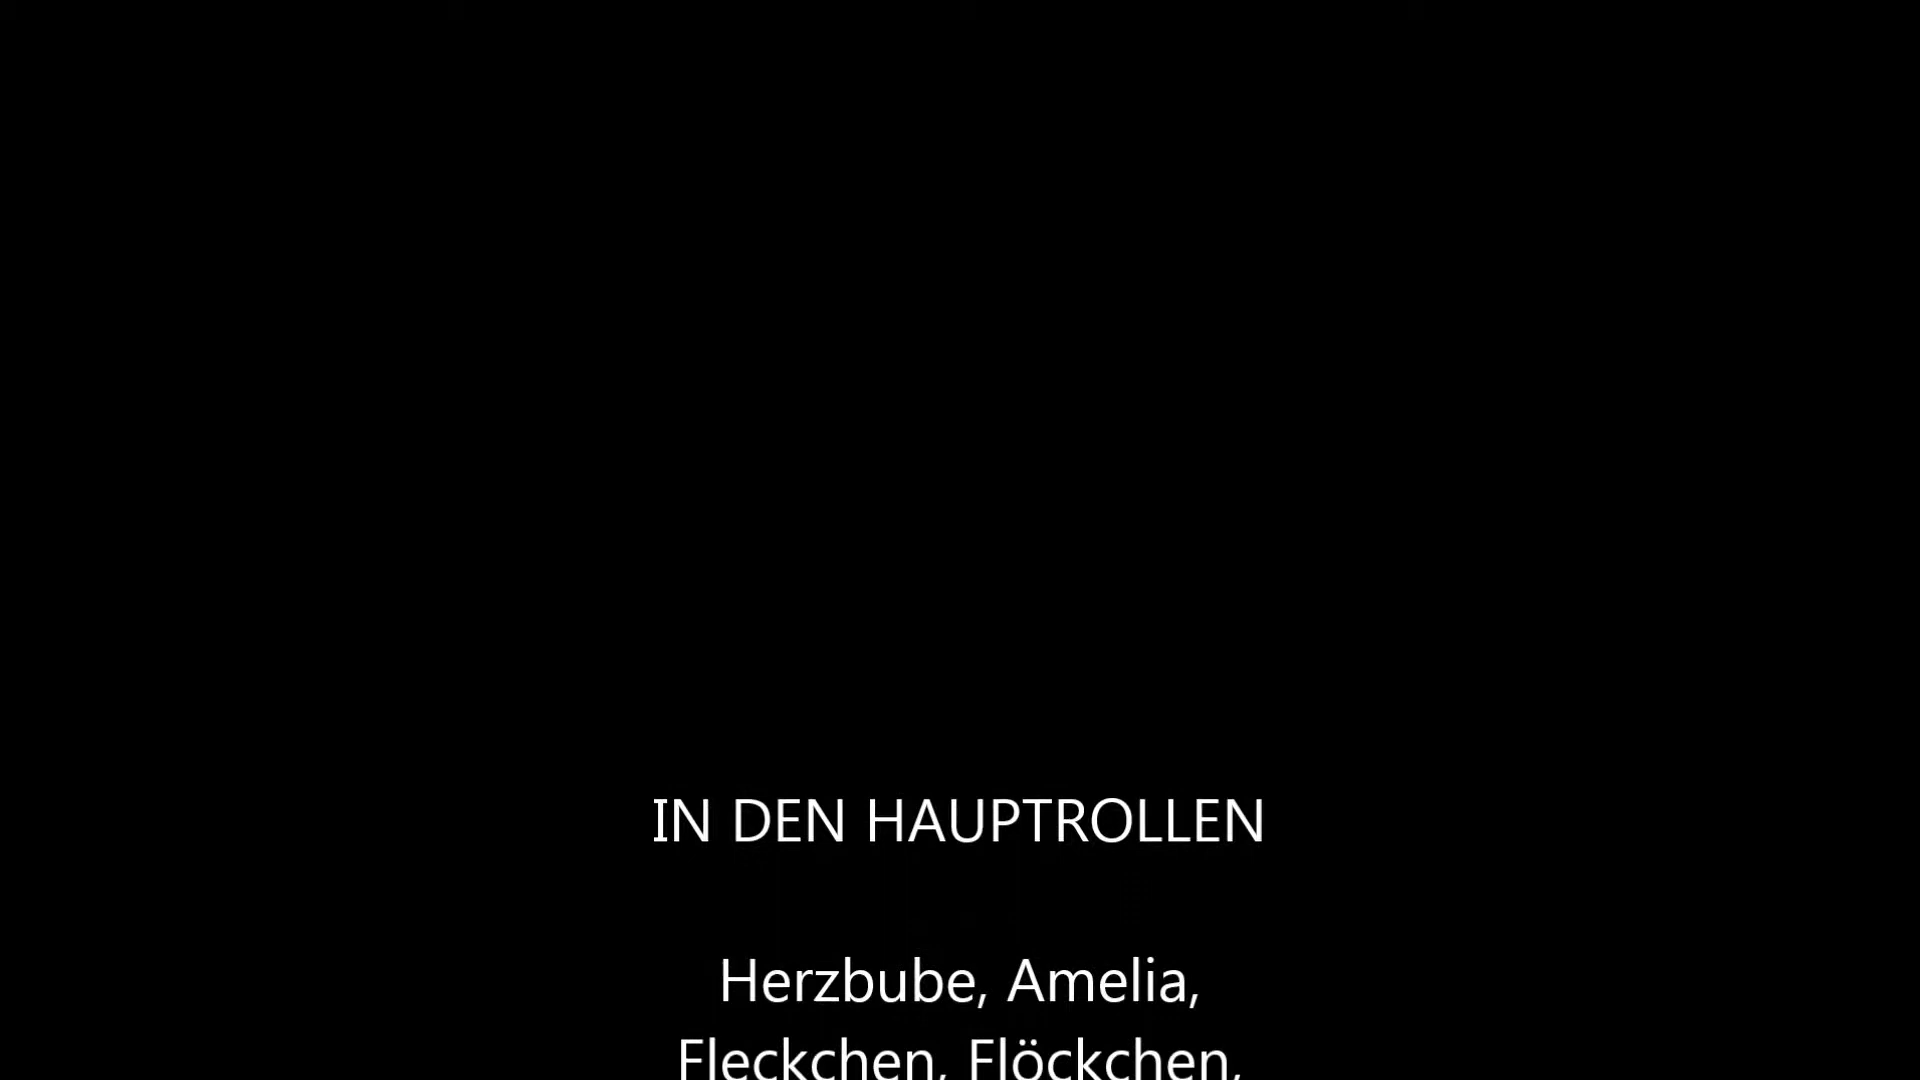 IN DEN HAUPTROLLEN
Herzbube, Amelia,
Fleckchen, Flöckchen,